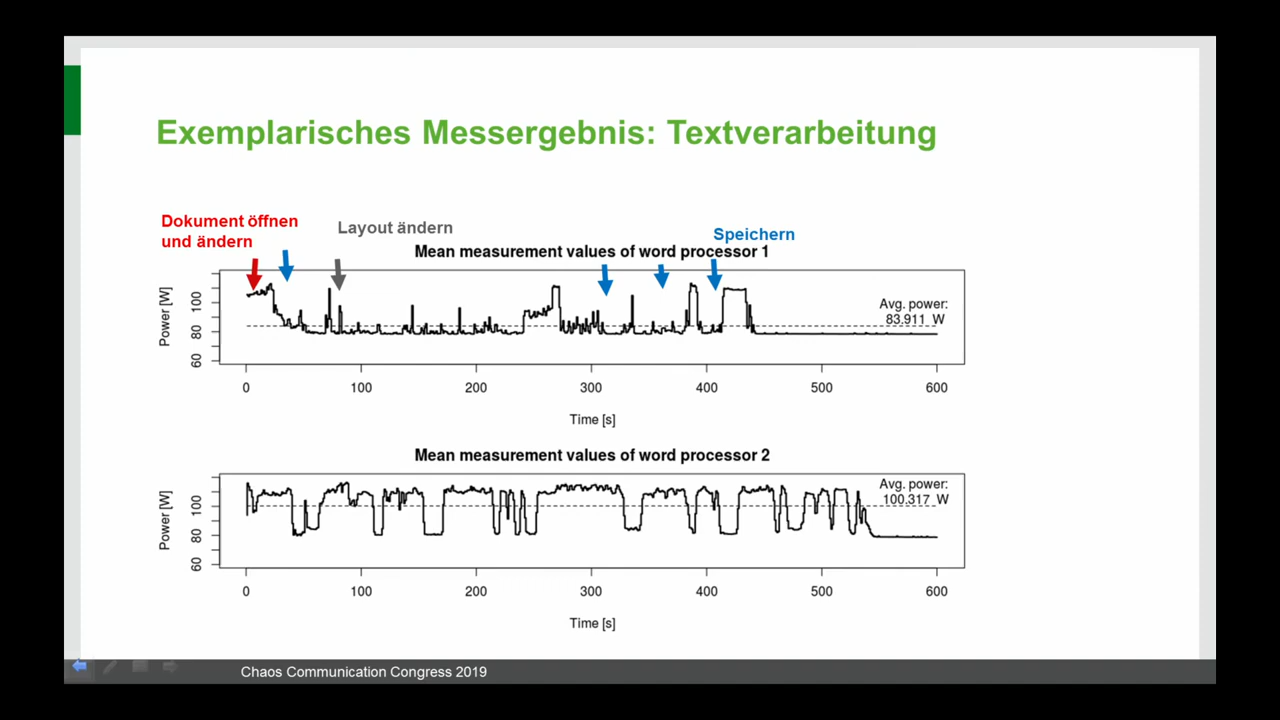 Exemplarisches Messergebnis: Textverarbeitung
Dokument öffnen
und ändern
Layout ändern
Speichern
Mean measurement values of word processor 1
Power [W]
100
80
60
Avg. power:
83.911 W
0 100 200 300 400 500 600
Time [s]
Mean measurement values of word processor 2
Power [W]
100
80
60
Avg. power:
100.317 W
0 100 200 300 400 500 600
Time [s]
Chaos Communication Congress 2019